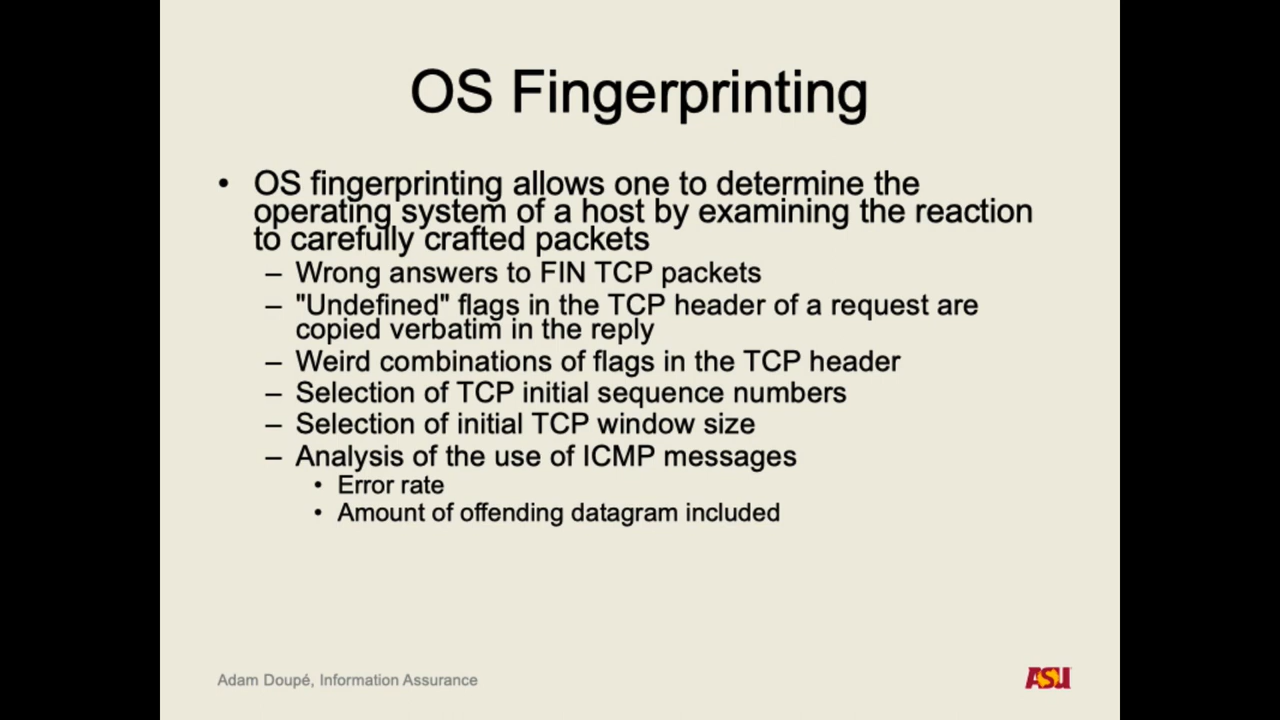 OS Fingerprinting
• OS fingerprinting allows one to determine the
operating system of a host by examining the reaction
to carefully crafted packets
– Wrong answers to FIN TCP packets
– "Undefined" flags in the TCP header of a request are
copied verbatim in the reply
– Weird combinations of flags in the TCP header
– Selection of TCP initial sequence numbers
– Selection of initial TCP window size
– Analysis of the use of ICMP messages
• Error rate
• Amount of offending datagram included
Adam Doupé, Information Assurance
ASU